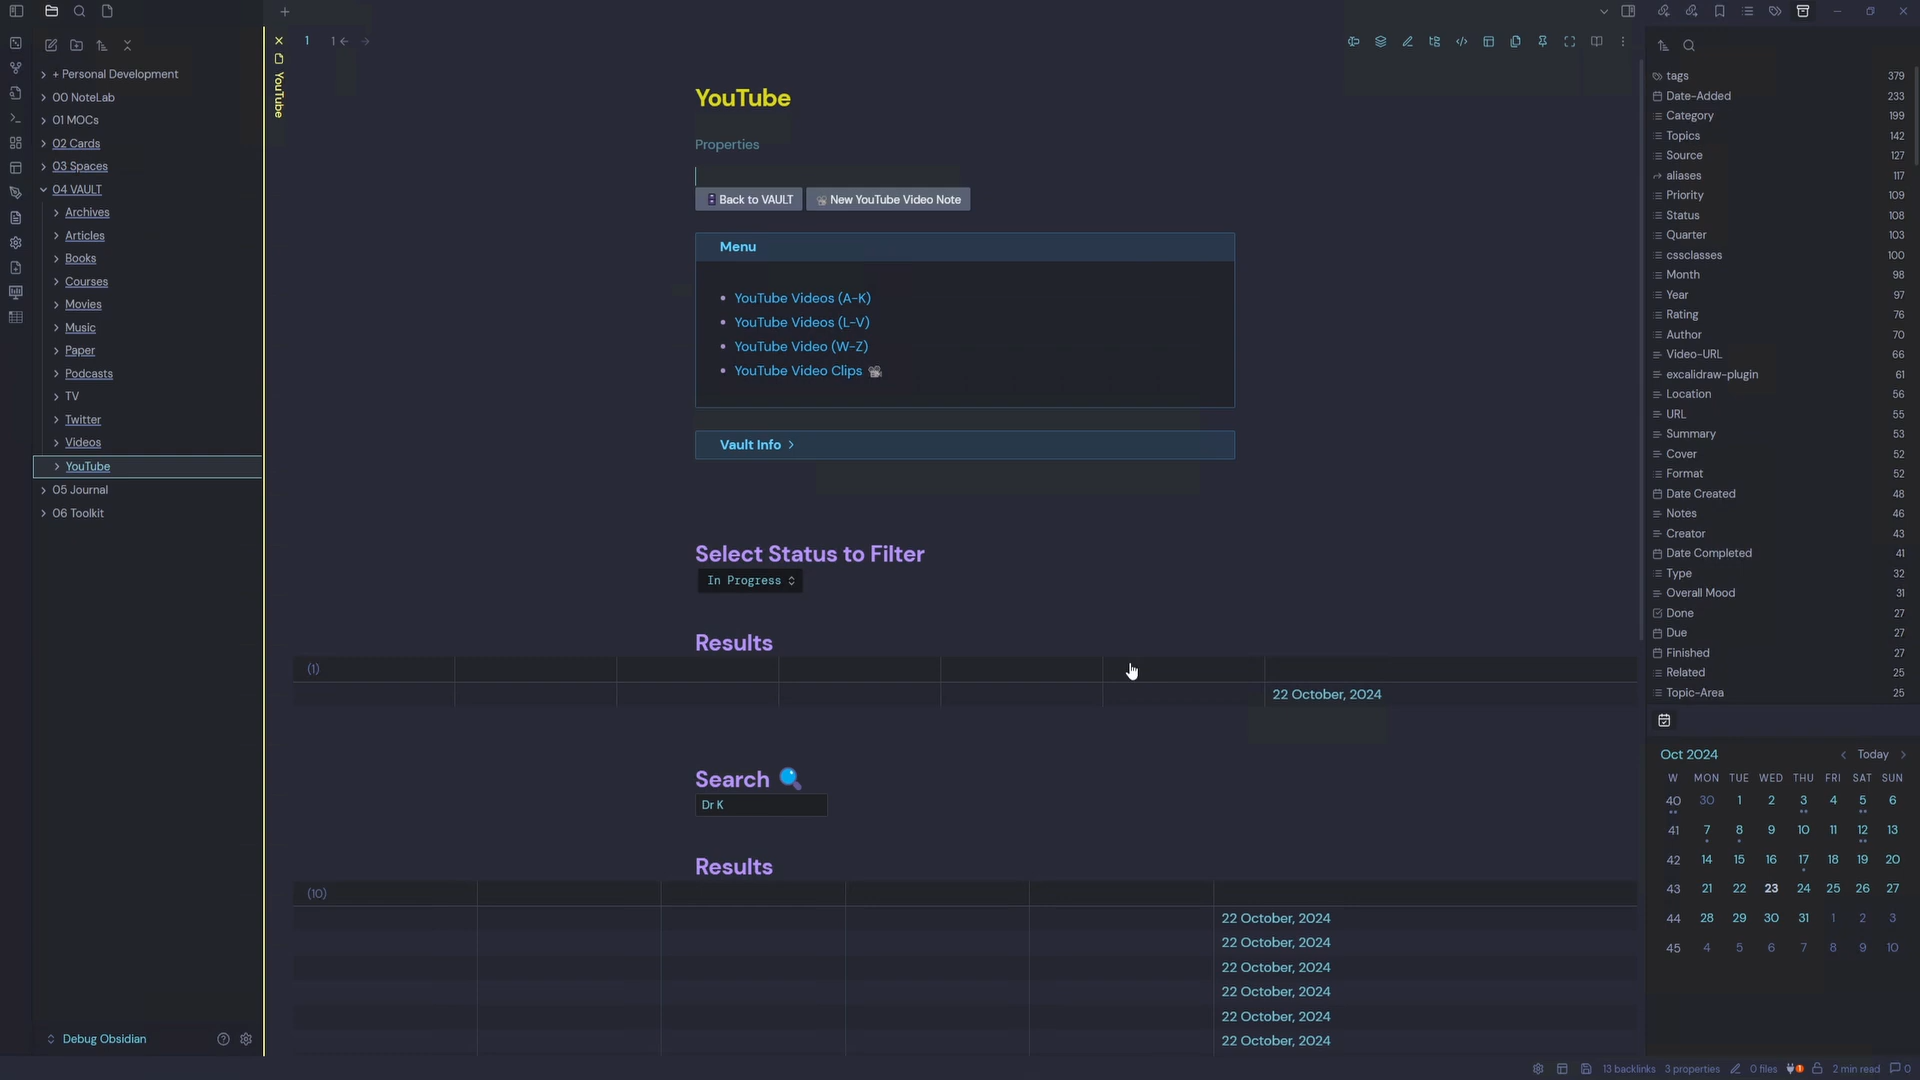 + Personal Development
00 NoteLab
01 MOCs
02 Cards
03 Spaces
04 VAULT
Archives
Articles
Books
Courses
Movies
Music
Paper
Podcasts
TV
Twitter
Videos
YouTube
05 Journal
06 Toolkit
Debug Obsidian
YouTube
1
1
YouTube
Properties
Back to VAULT
New YouTube Video Note
Menu
YouTube Videos (A-K)
YouTube Videos (L-V)
YouTube Video (W-Z)
YouTube Video Clips
Vault Info
Select Status to Filter
In Progress
Results
(1)
22 October, 2024
Search
Dr K
Results
(10)
22 October, 2024
22 October, 2024
22 October, 2024
22 October, 2024
22 October, 2024
22 October, 2024
tags 379
Date-Added 233
Category 199
Topics 142
Source 127
aliases 117
Priority 109
Status 108
Quarter 103
cssclasses 100
Month 98
Year 97
Rating 76
Author 70
Video-URL 66
excalidraw-plugin 61
Location 56
URL 55
Summary 53
Cover 52
Format 52
Date Created 48
Notes 46
Creator 43
Date Completed 41
Type 32
Overall Mood 31
Done 27
Due 27
Finished 27
Related 25
Topic-Area 25
Oct 2024 Today
W MON TUE WED THU FRI SAT SUN
40 30 1 2 3 4 5 6
41 7 8 9 10 11 12 13
42 14 15 16 17 18 19 20
43 21 22 23 24 25 26 27
44 28 29 30 31 1 2 3
45 4 5 6 7 8 9 10
13 backlinks 3 properties 0 files 2 min read 0